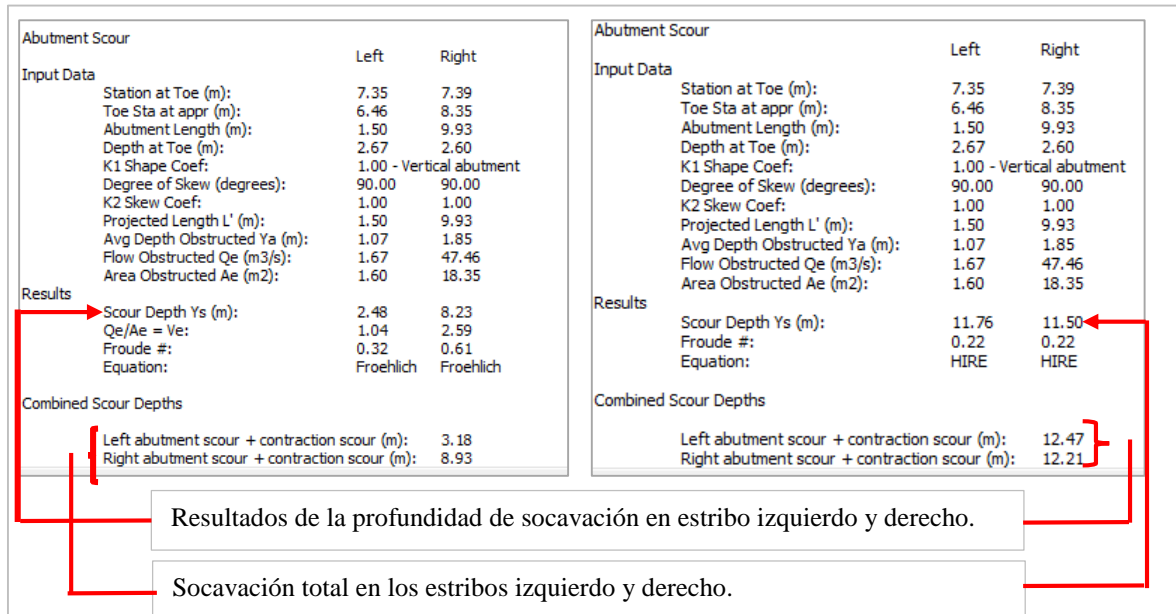 Abutment Scour
Left Right
Input Data
Station at Toe (m): 7.35 7.39
Toe Sta at appr (m): 6.46 8.35
Abutment Length (m): 1.50 9.93
Depth at Toe (m): 2.67 2.60
K1 Shape Coef: 1.00 - Vertical abutment
Degree of Skew (degrees): 90.00 90.00
K2 Skew Coef: 1.00 1.00
Projected Length L' (m): 1.50 9.93
Avg Depth Obstructed Ya (m): 1.07 1.85
Flow Obstructed Qe (m3/s): 1.67 47.46
Area Obstructed Ae (m2): 1.60 18.35
Results
Scour Depth Ys (m): 2.48 8.23
Qe/Ae = Ve: 1.04 2.59
Froude #: 0.32 0.61
Equation: Froehlich Froehlich
Combined Scour Depths
Left abutment scour + contraction scour (m): 3.18
Right abutment scour + contraction scour (m): 8.93
Abutment Scour
Left Right
Input Data
Station at Toe (m): 7.35 7.39
Toe Sta at appr (m): 6.46 8.35
Abutment Length (m): 1.50 9.93
Depth at Toe (m): 2.67 2.60
K1 Shape Coef: 1.00 - Vertical abutment
Degree of Skew (degrees): 90.00 90.00
K2 Skew Coef: 1.00 1.00
Projected Length L' (m): 1.50 9.93
Avg Depth Obstructed Ya (m): 1.07 1.85
Flow Obstructed Qe (m3/s): 1.67 47.46
Area Obstructed Ae (m2): 1.60 18.35
Results
Scour Depth Ys (m): 11.76 11.50
Froude #: 0.22 0.22
Equation: HIRE HIRE
Combined Scour Depths
Left abutment scour + contraction scour (m): 12.47
Right abutment scour + contraction scour (m): 12.21
Resultados de la profundidad de socavación en estribo izquierdo y derecho.
Socavación total en los estribos izquierdo y derecho.